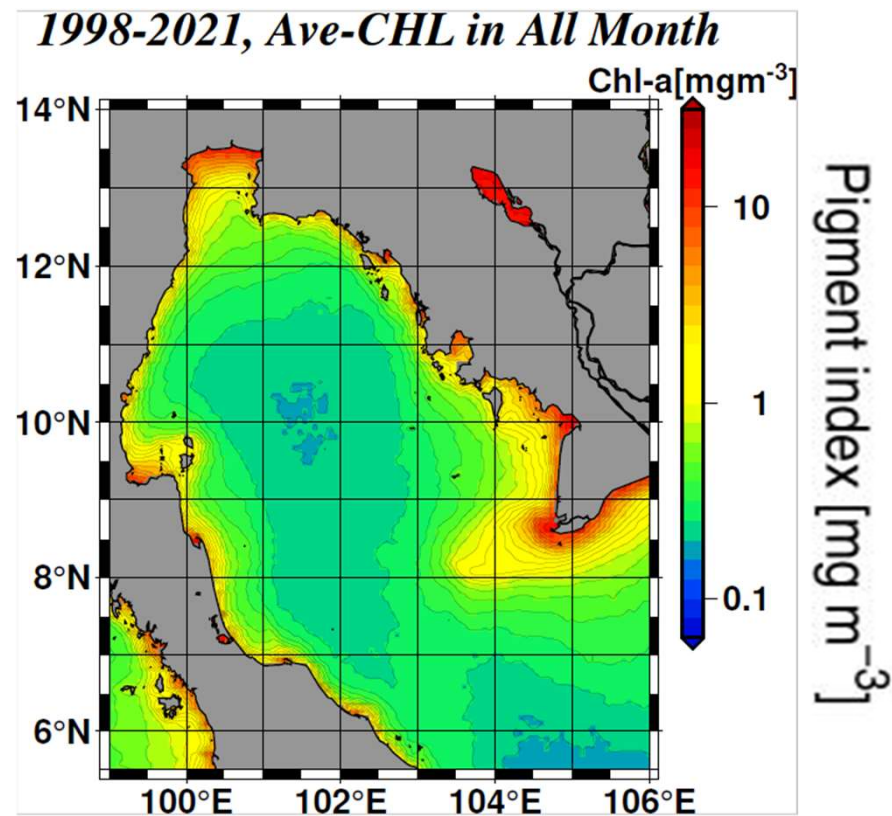 1998-2021, Ave-CHL in All Month
Chl-a[mgm-3]
14°N
12°N
10°N
8°N
6°N
100°E 102°E 104°E 106°E
10
1
0.1
Pigment index [mg m−3]